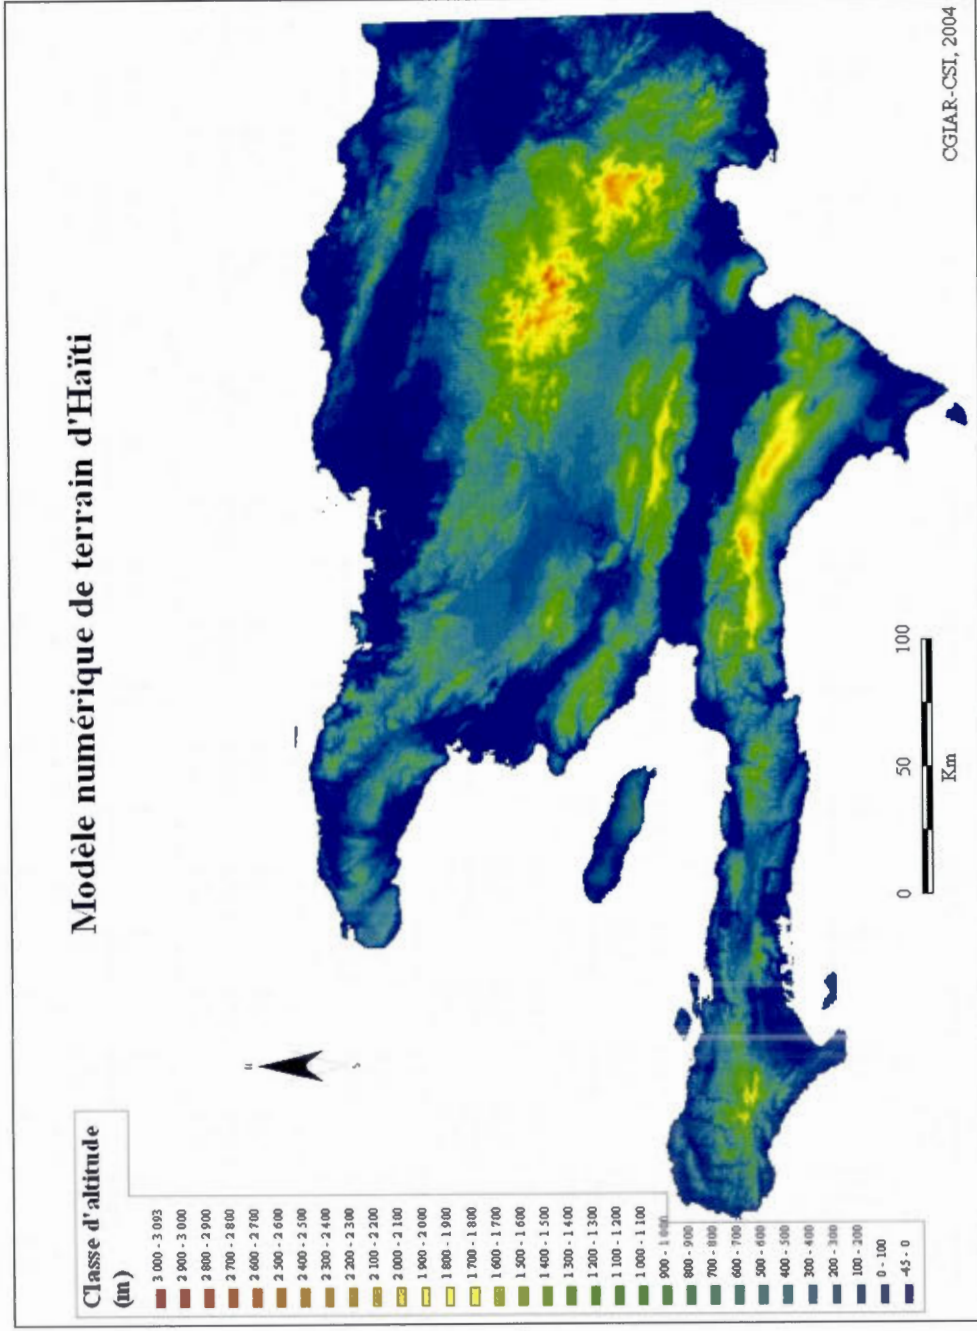 Modèle numérique de terrain d'Haïti
Classe d'altitude
(m)
3 000 - 3 093
2 900 - 3 000
2 800 - 2 900
2 700 - 2 800
2 600 - 2 700
2 500 - 2 600
2 400 - 2 500
2 300 - 2 400
2 200 - 2 300
2 100 - 2 200
2 000 - 2 100
1 900 - 2 000
1 800 - 1 900
1 700 - 1 800
1 600 - 1 700
1 500 - 1 600
1 400 - 1 500
1 300 - 1 400
1 200 - 1 300
1 100 - 1 200
1 000 - 1 100
900 - 1 000
800 - 900
700 - 800
600 - 700
500 - 600
400 - 500
300 - 400
200 - 300
100 - 200
0 - 100
-45 - 0
N
S
0 50 100
Km
CGIAR-CSI, 2004